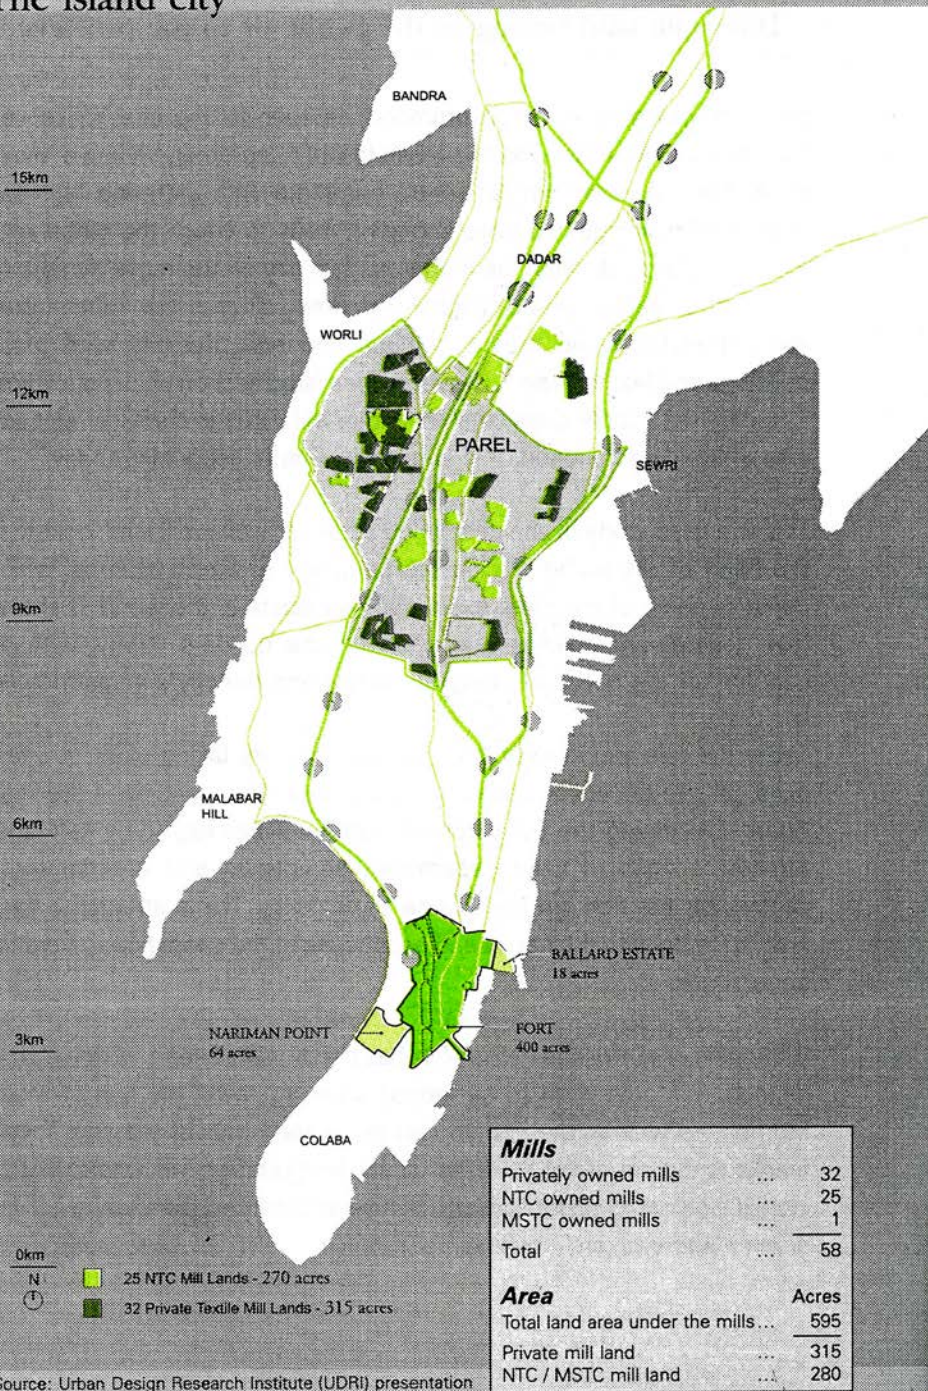 The island city
BANDRA
15km
DADAR
WORLI
12km
PAREL
SEWRI
9km
MALABAR
HILL
6km
BALLARD ESTATE
18 acres
NARIMAN POINT
64 acres
FORT
400 acres
3km
COLABA
0km
N
25 NTC Mill Lands - 270 acres
32 Private Textile Mill Lands - 315 acres
Mills
Privately owned mills ... 32
NTC owned mills ... 25
MSTC owned mills ... 1
Total ... 58
Area Acres
Total land area under the mills... 595
Private mill land ... 315
NTC / MSTC mill land ... 280
Source: Urban Design Research Institute (UDRI) presentation